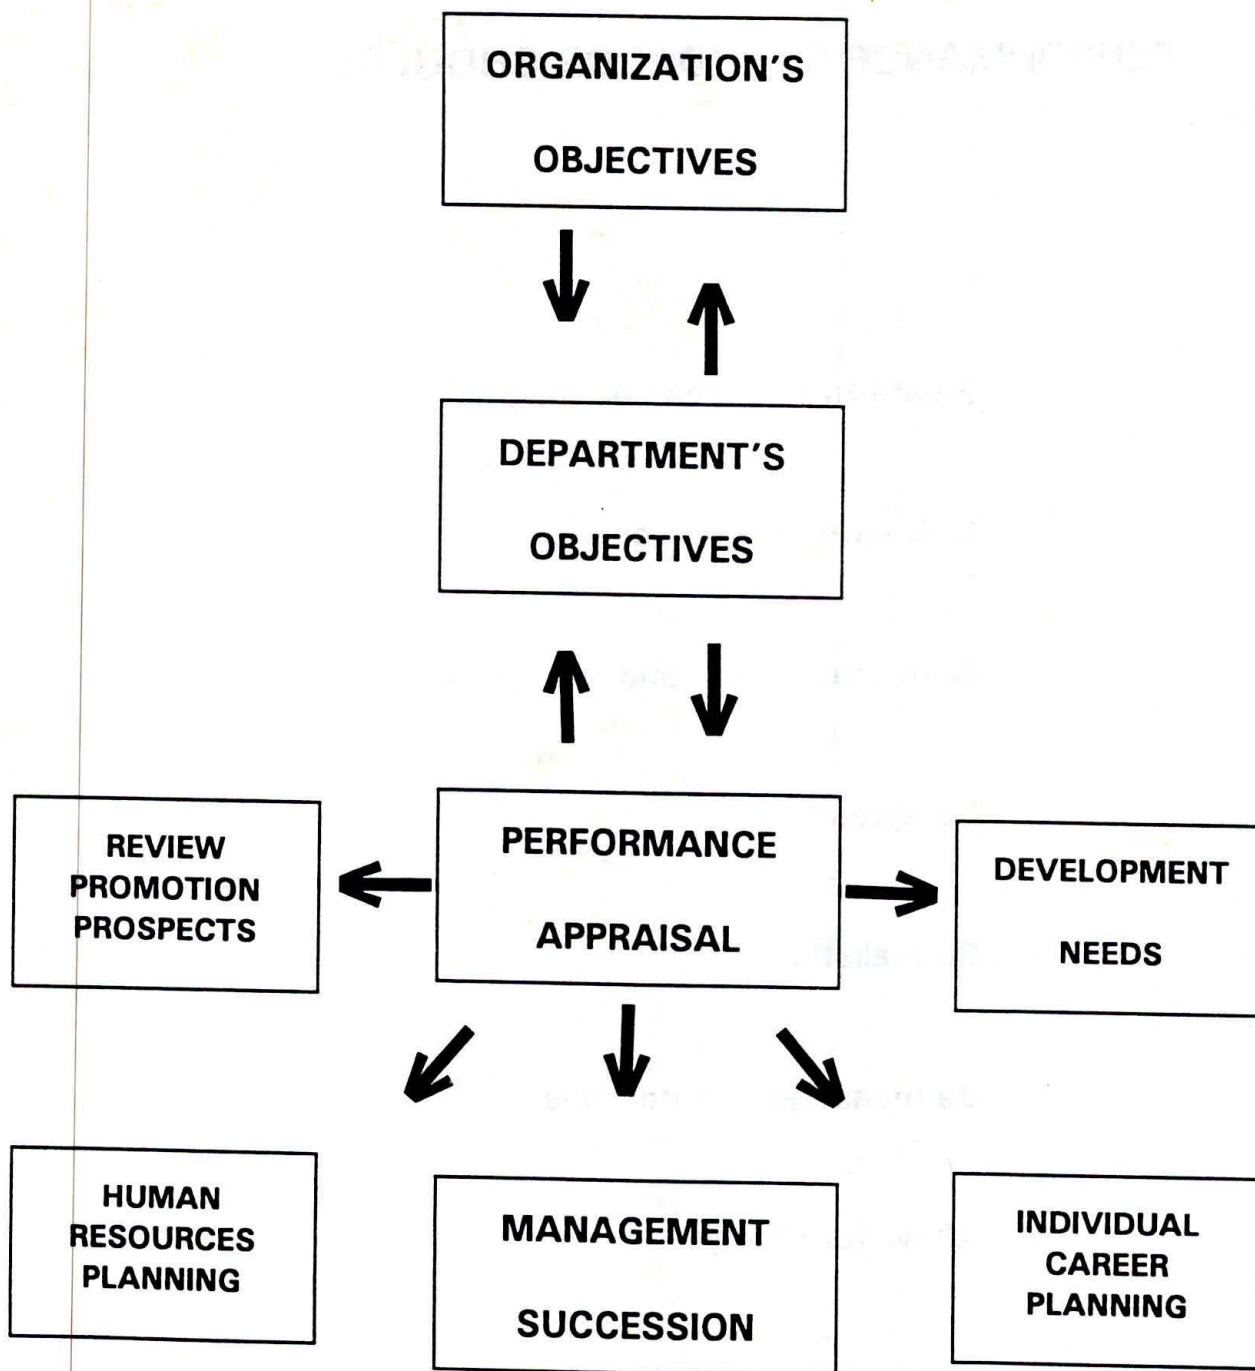 ORGANIZATION'S
OBJECTIVES
DEPARTMENT'S
OBJECTIVES
PERFORMANCE
APPRAISAL
REVIEW
PROMOTION
PROSPECTS
DEVELOPMENT
NEEDS
HUMAN
RESOURCES
PLANNING
MANAGEMENT
SUCCESSION
INDIVIDUAL
CAREER
PLANNING